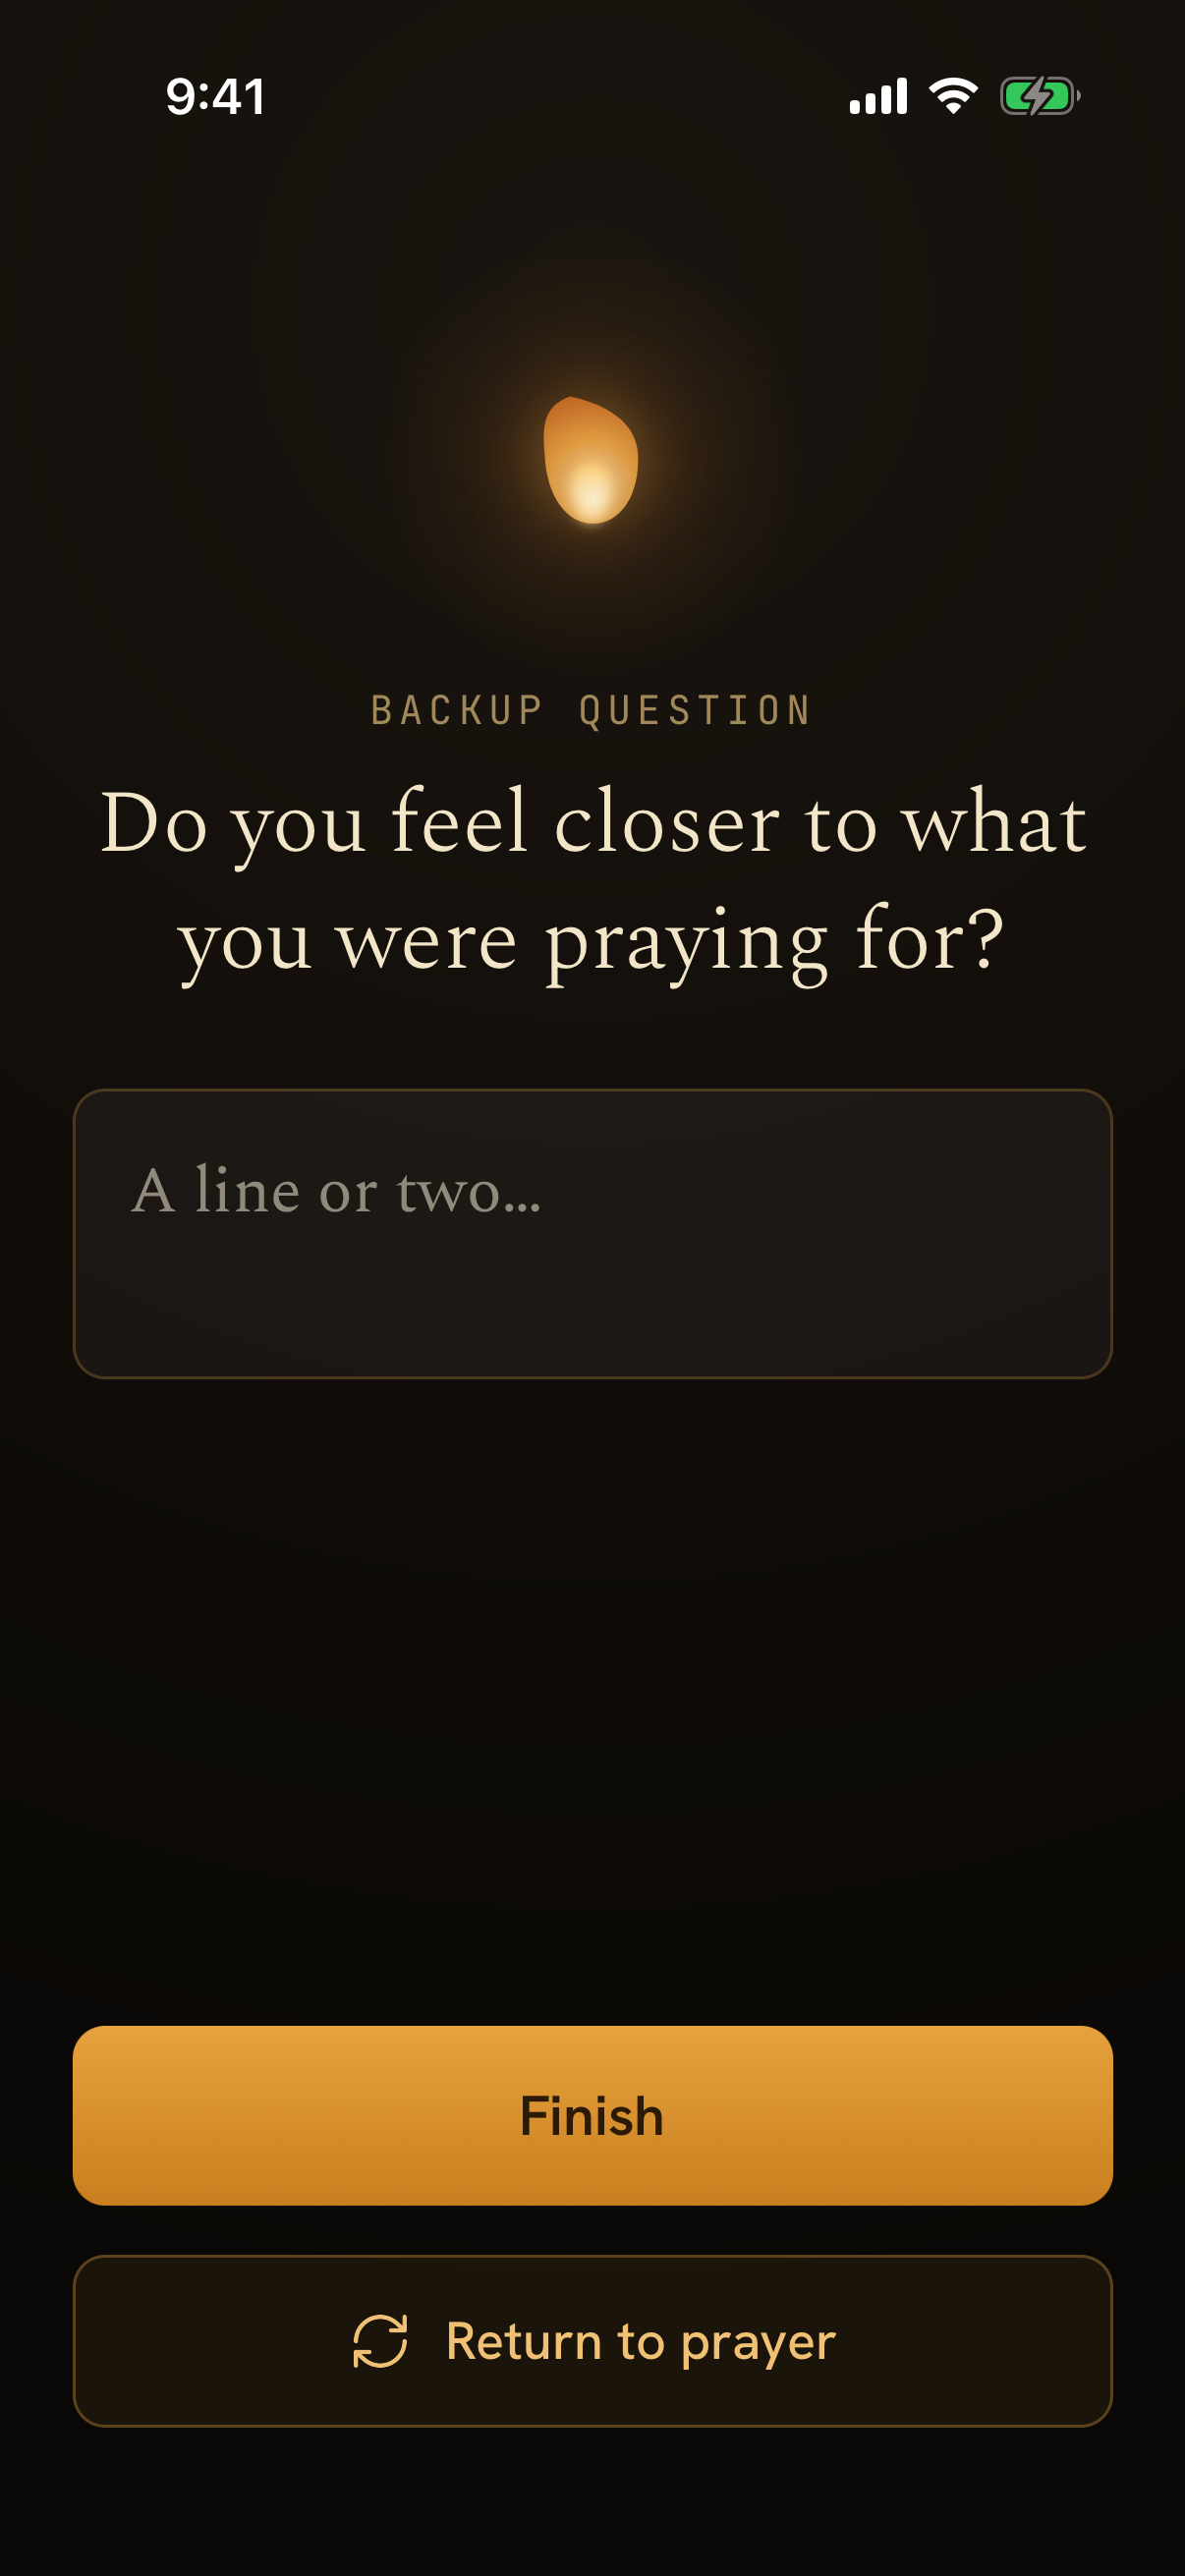 9:41
BACKUP QUESTION
Do you feel closer to what
you were praying for?
A line or two...
Finish
Return to prayer